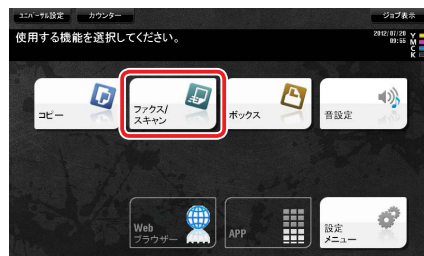 ユニバーサル設定 カウンター ジョブ表示
使用する機能を選択してください。
2012/07/20
09:56
Y
M
C
K
コピー
ファクス/
スキャン
ボックス
音設定
Web
ブラウザー
APP
設定
メニュー